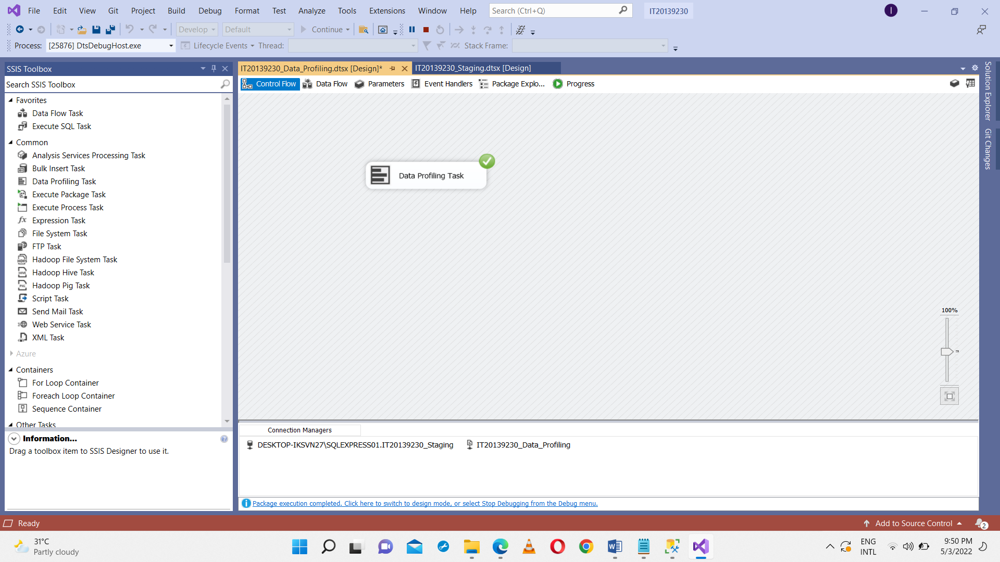 File Edit View Git Project Build Debug Format Test Analyze Tools Extensions Window Help Search (Ctrl+Q) IT20139230 I
Develop Default Continue
Process: [25876] DtsDebugHost.exe Lifecycle Events Thread: Stack Frame:
SSIS Toolbox
Search SSIS Toolbox
Favorites
Data Flow Task
Execute SQL Task
Common
Analysis Services Processing Task
Bulk Insert Task
Data Profiling Task
Execute Package Task
Execute Process Task
Expression Task
File System Task
FTP Task
Hadoop File System Task
Hadoop Hive Task
Hadoop Pig Task
Script Task
Send Mail Task
Web Service Task
XML Task
Azure
Containers
For Loop Container
Foreach Loop Container
Sequence Container
Other Tasks
Information...
Drag a toolbox item to SSIS Designer to use it.
IT20139230_Data_Profiling.dtsx [Design]* IT20139230_Staging.dtsx [Design]
Control Flow Data Flow Parameters Event Handlers Package Explo... Progress
Data Profiling Task
100%
Connection Managers
DESKTOP-IKSVN27\SQLEXPRESS01.IT20139230_Staging IT20139230_Data_Profiling
Package execution completed. Click here to switch to design mode, or select Stop Debugging from the Debug menu.
Solution Explorer
Git Changes
Ready Add to Source Control 2
31°C
Partly cloudy
ENG
INTL
9:50 PM
5/3/2022